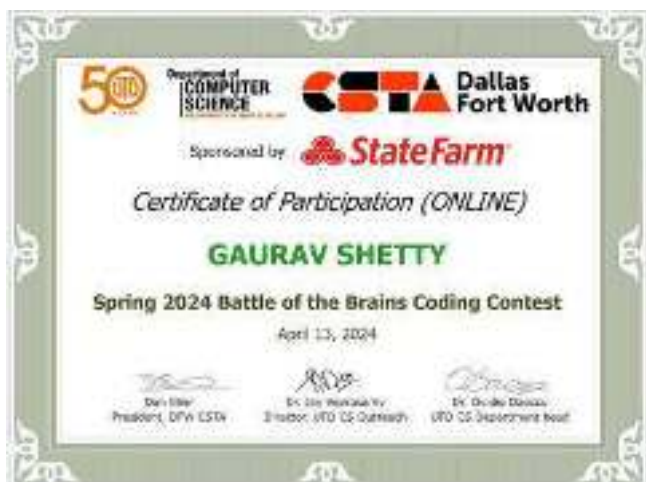 50 UTD
Department of
COMPUTER
SCIENCE
CSTA Dallas
Fort Worth
Sponsored by StateFarm
Certificate of Participation (ONLINE)
GAURAV SHETTY
Spring 2024 Battle of the Brains Coding Contest
April 13, 2024
President, DFW CSTA
Director, UTD CS Outreach
UTD CS Department Head